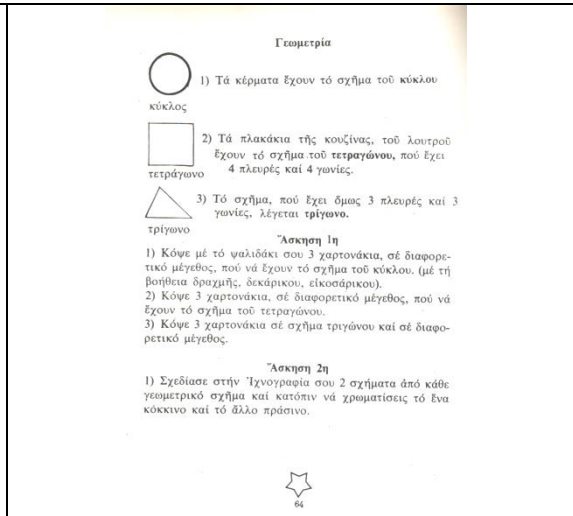 Γεωμετρία
1) Τά κέρματα ἔχουν τό σχῆμα τοῦ κύκλου
κύκλος
2) Τά πλακάκια τῆς κουζίνας, τοῦ λουτροῦ
ἔχουν τό σχῆμα τοῦ τετραγώνου, πού ἔχει
4 πλευρές καί 4 γωνίες.
τετράγωνο
3) Τό σχῆμα, πού ἔχει ὅμως 3 πλευρές καί 3
γωνίες, λέγεται τρίγωνο.
τρίγωνο
Ἄσκηση 1η
1) Κόψε μέ τό ψαλιδάκι σου 3 χαρτονάκια, σέ διαφορε-
τικό μέγεθος, πού νά ἔχουν τό σχῆμα τοῦ κύκλου. (μέ τή
βοήθεια δραχμῆς, δεκάρικου, εἰκοσάρικου).
2) Κόψε 3 χαρτονάκια, σέ διαφορετικό μέγεθος, πού νά
ἔχουν τό σχῆμα τοῦ τετραγώνου.
3) Κόψε 3 χαρτονάκια σέ σχῆμα τριγώνου καί σέ διαφο-
ρετικό μέγεθος.
Ἄσκηση 2η
1) Σχεδίασε στήν Ἰχνογραφία σου 2 σχήματα ἀπό κάθε
γεωμετρικό σχῆμα καί κατόπιν νά χρωματίσεις τό ἕνα
κόκκινο καί τό ἄλλο πράσινο.
64